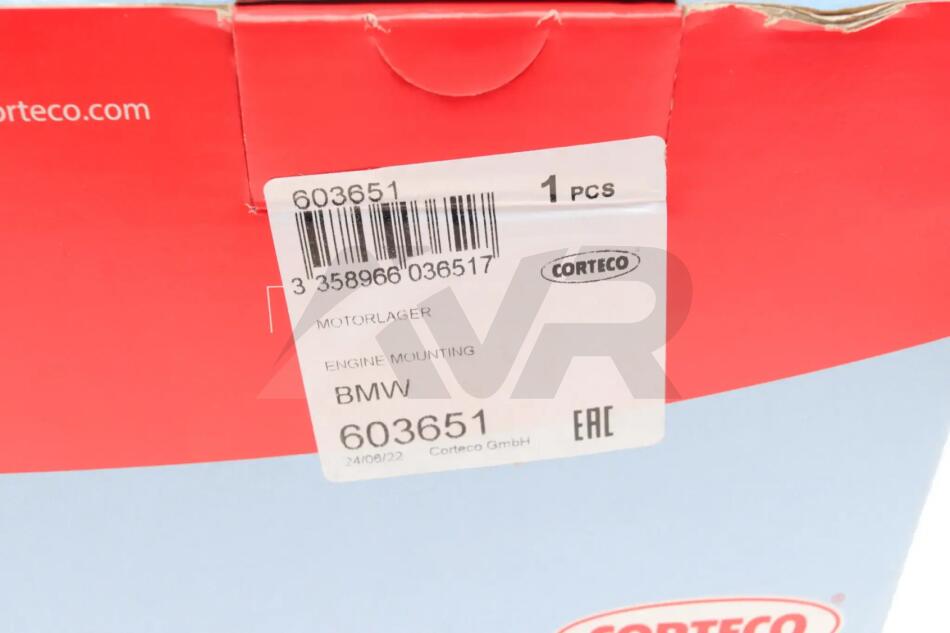 orteco.com
603651
1 PCS
3 358966 036517
CORTECO
MOTORLAGER
ENGINE MOUNTING
BMW
603651
EAC
24/06/22 Corteco GmbH
VR
CORTECO